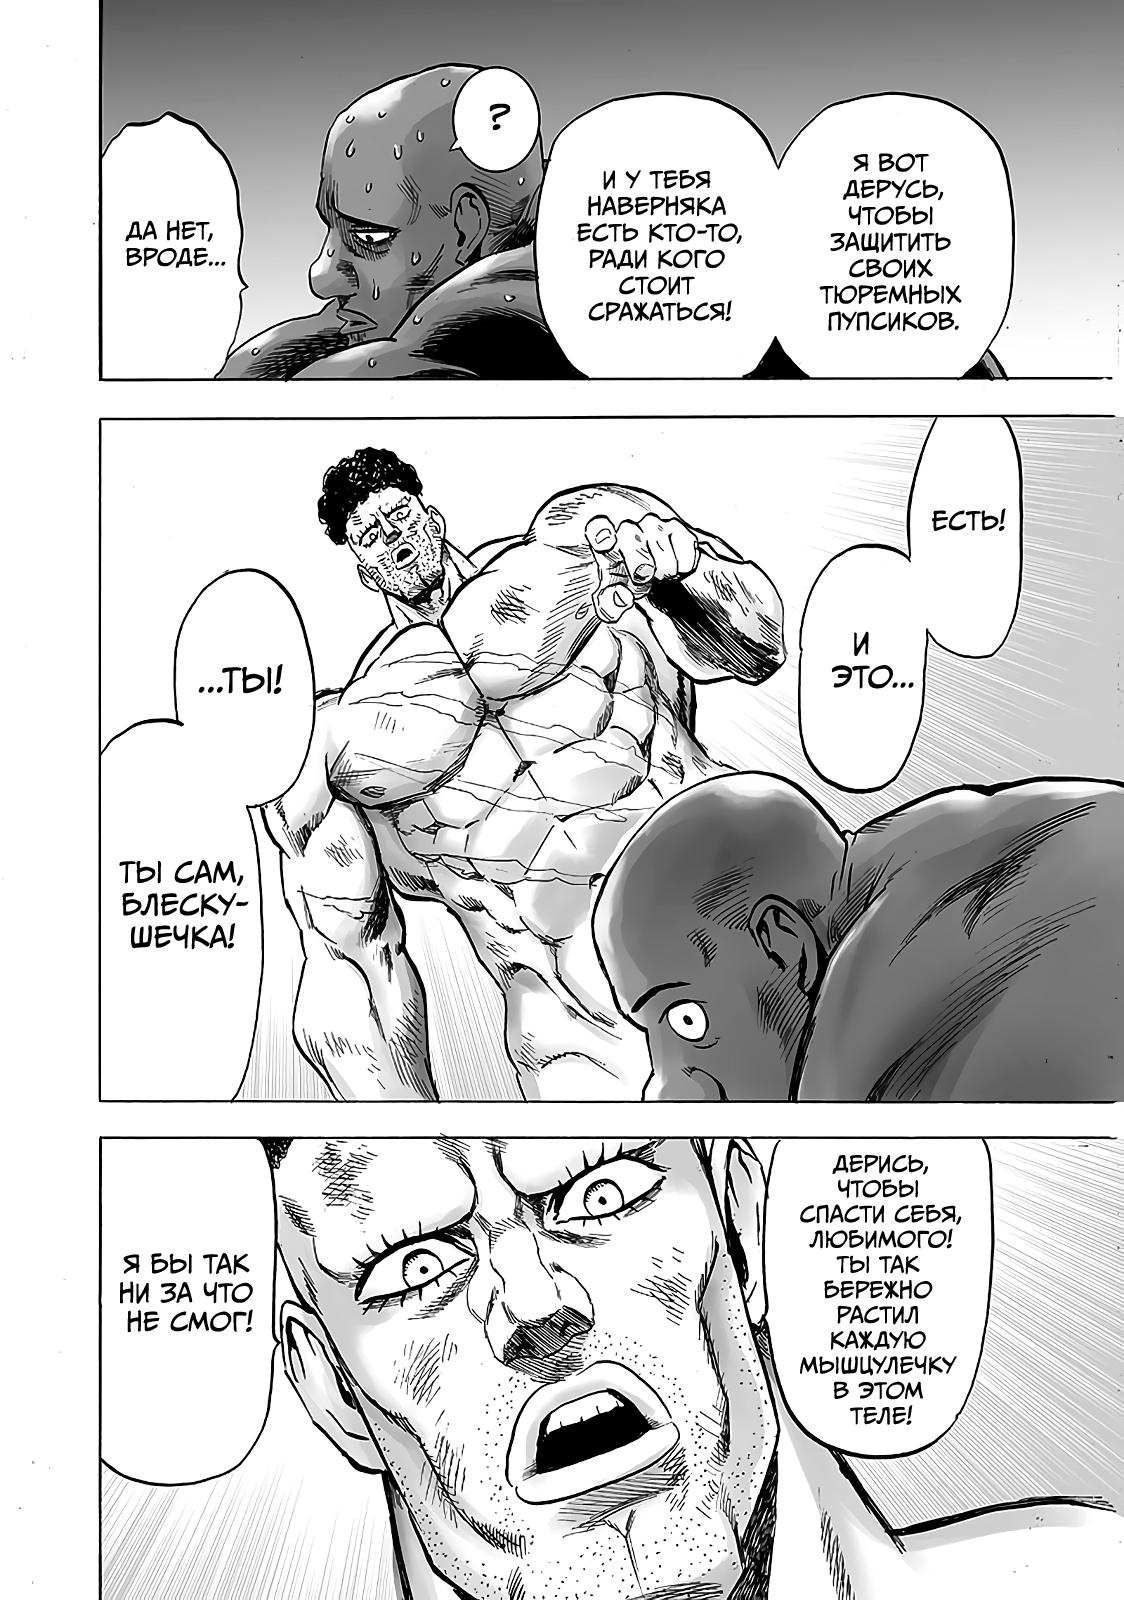 Я ВОТ
ДЕРУСЬ,
ЧТОБЫ
ЗАЩИТИТЬ
СВОИХ
ТЮРЕМНЫХ
ПУПСИКОВ.
И У ТЕБЯ
НАВЕРНЯКА
ЕСТЬ КТО-ТО,
РАДИ КОГО
СТОИТ
СРАЖАТЬСЯ!
?
ДА НЕТ,
ВРОДЕ...
ЕСТЬ!
И
ЭТО...
...ТЫ!
ТЫ САМ,
БЛЕСКУ-
ШЕЧКА!
ДЕРИСЬ,
ЧТОБЫ
СПАСТИ СЕБЯ,
ЛЮБИМОГО!
ТЫ ТАК
БЕРЕЖНО
РАСТИЛ
КАЖДУЮ
МЫШЦУЛЕЧКУ
В ЭТОМ
ТЕЛЕ!
Я БЫ ТАК
НИ ЗА ЧТО
НЕ СМОГ!